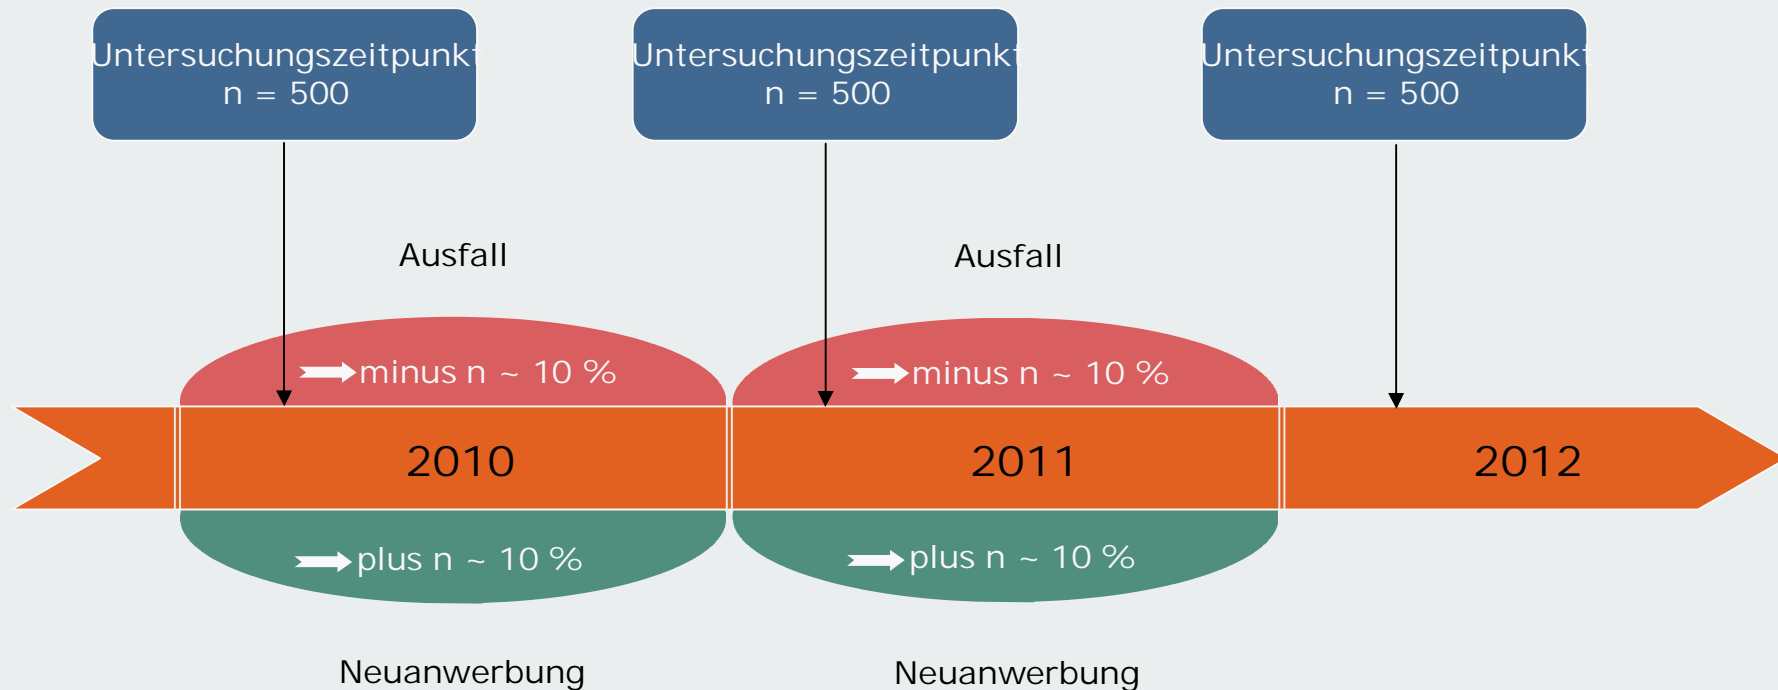 Untersuchungszeitpunkt
n = 500
Untersuchungszeitpunkt
n = 500
Untersuchungszeitpunkt
n = 500
Ausfall
Ausfall
minus n ~ 10 %
minus n ~ 10 %
2010
2011
2012
plus n ~ 10 %
plus n ~ 10 %
Neuanwerbung
Neuanwerbung